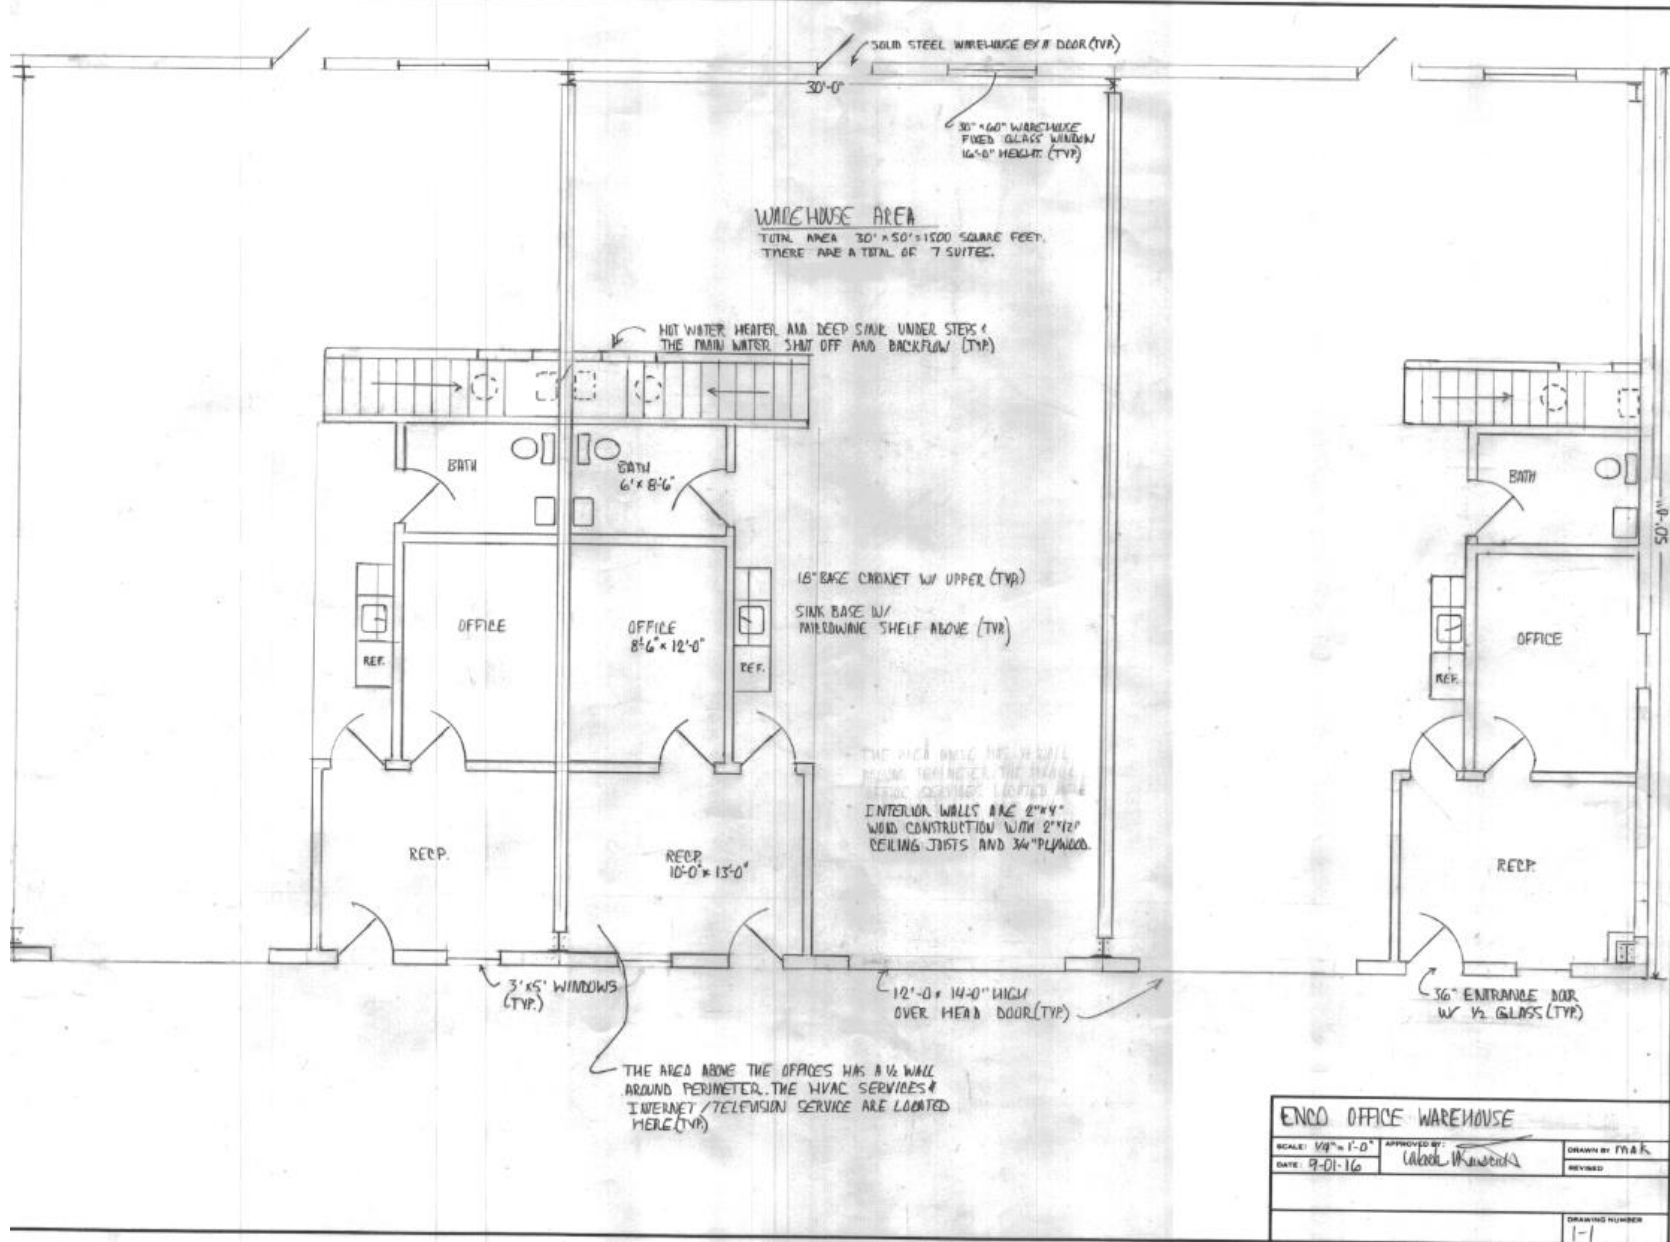 SOLID STEEL WAREHOUSE EXIT DOOR (TYP.)
30'-0"
30" x 60" WAREHOUSE
FIXED GLASS WINDOW
16'-0" HEIGHT. (TYP.)
WAREHOUSE AREA
TOTAL AREA 30' x 50' = 1500 SQUARE FEET.
THERE ARE A TOTAL OF 7 SUITES.
HOT WATER HEATER AND DEEP SINK UNDER STEPS &
THE MAIN WATER SHUT OFF AND BACKFLOW (TYP.)
BATH
BATH
6' x 8'-6"
BATH
50'-0"
18" BASE CABINET W/ UPPER (TYP.)
SINK BASE W/
MICROWAVE SHELF ABOVE (TYP.)
OFFICE
OFFICE
8'-6" x 12'-0"
OFFICE
REF.
REF.
REF.
INTERIOR WALLS ARE 2"x4"
WOOD CONSTRUCTION WITH 2"x12"
CEILING JOISTS AND 3/4" PLYWOOD.
RECP.
RECP.
10'-0" x 13'-0"
RECP.
3'x5' WINDOWS
(TYP.)
12'-0 x 14'-0" HIGH
OVER HEAD DOOR (TYP.)
36" ENTRANCE DOOR
W/ 1/2 GLASS (TYP.)
THE AREA ABOVE THE OFFICES HAS A 1/2 WALL
AROUND PERIMETER. THE HVAC SERVICES &
INTERNET / TELEVISION SERVICE ARE LOCATED
HERE (TYP.)
ENCO OFFICE WAREHOUSE
SCALE: 1/4" = 1'-0"
APPROVED BY:
DRAWN BY MAK
DATE: 9-01-16
REVISED
DRAWING NUMBER
1-1